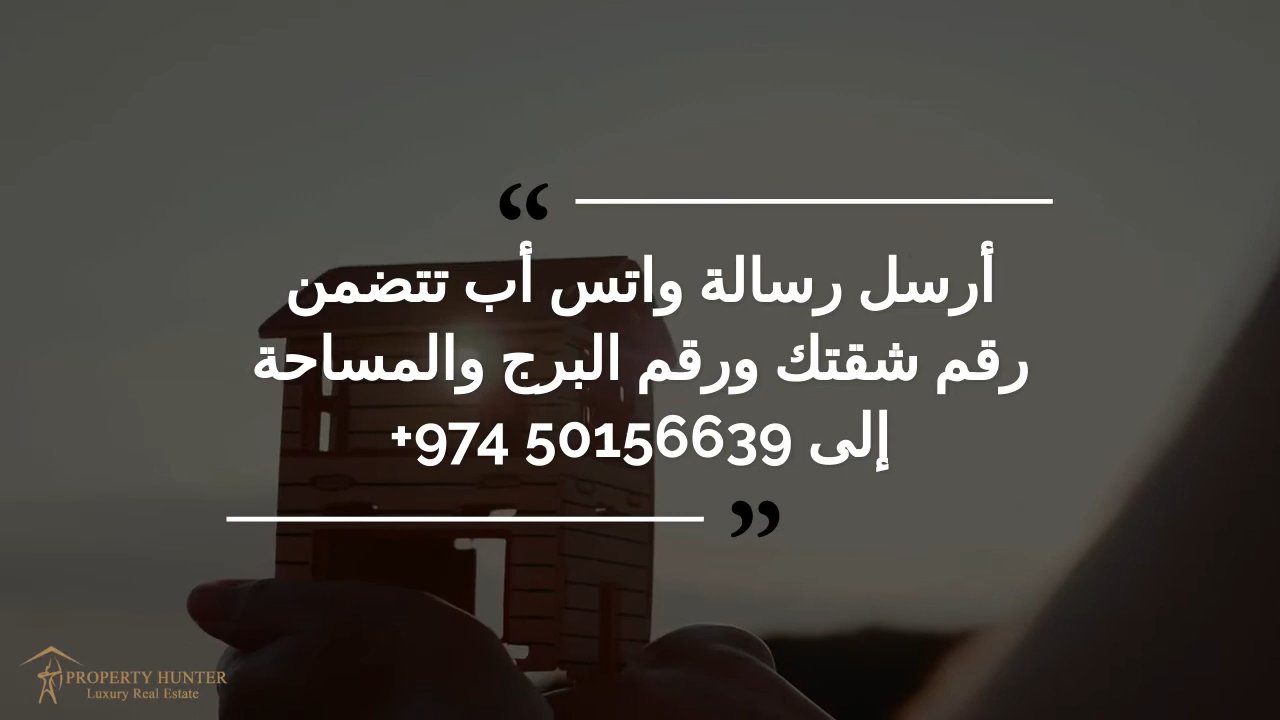 “
أرسل رسالة واتس أب تتضمن
رقم شقتك ورقم البرج والمساحة
إلى 50156639 974+
”
PROPERTY HUNTER
Luxury Real Estate